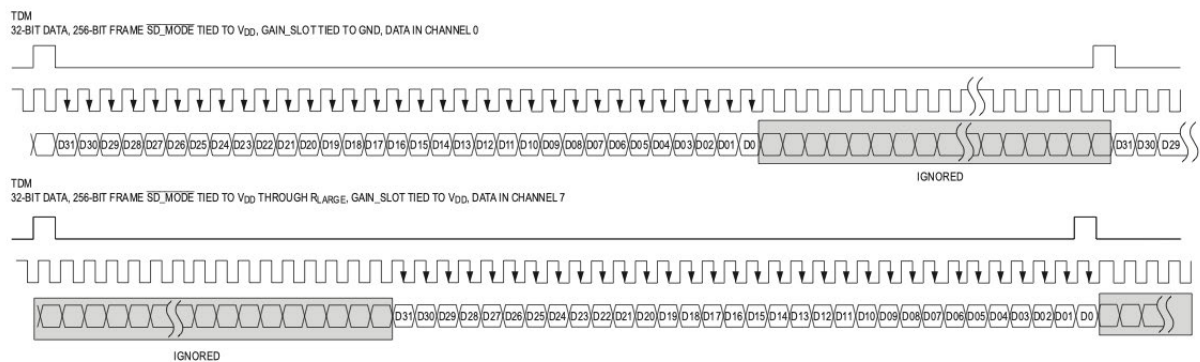 TDM
32-BIT DATA, 256-BIT FRAME SD_MODE TIED TO VDD, GAIN_SLOT TIED TO GND, DATA IN CHANNEL 0
D31 D30 D29 D28 D27 D26 D25 D24 D23 D22 D21 D20 D19 D18 D17 D16 D15 D14 D13 D12 D11 D10 D09 D08 D07 D06 D05 D04 D03 D02 D01 D0 D31 D30 D29
IGNORED
TDM
32-BIT DATA, 256-BIT FRAME SD_MODE TIED TO VDD THROUGH RLARGE, GAIN_SLOT TIED TO VDD, DATA IN CHANNEL 7
D31 D30 D29 D28 D27 D26 D25 D24 D23 D22 D21 D20 D19 D18 D17 D16 D15 D14 D13 D12 D11 D10 D09 D08 D07 D06 D05 D04 D03 D02 D01 D0
IGNORED